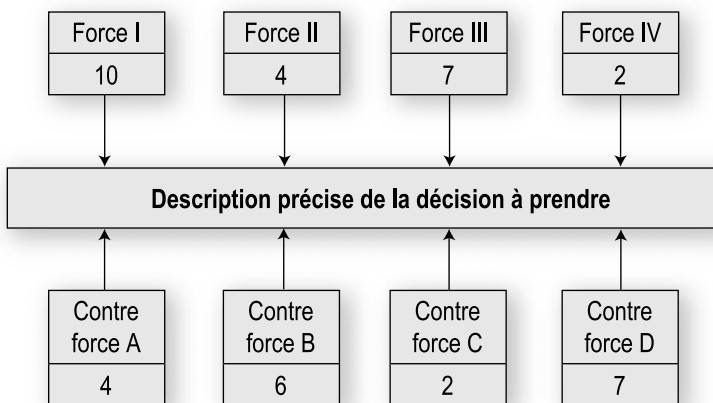 Force I Force II Force III Force IV
10 4 7 2
Description précise de la décision à prendre
Contre Contre Contre Contre
force A force B force C force D
4 6 2 7